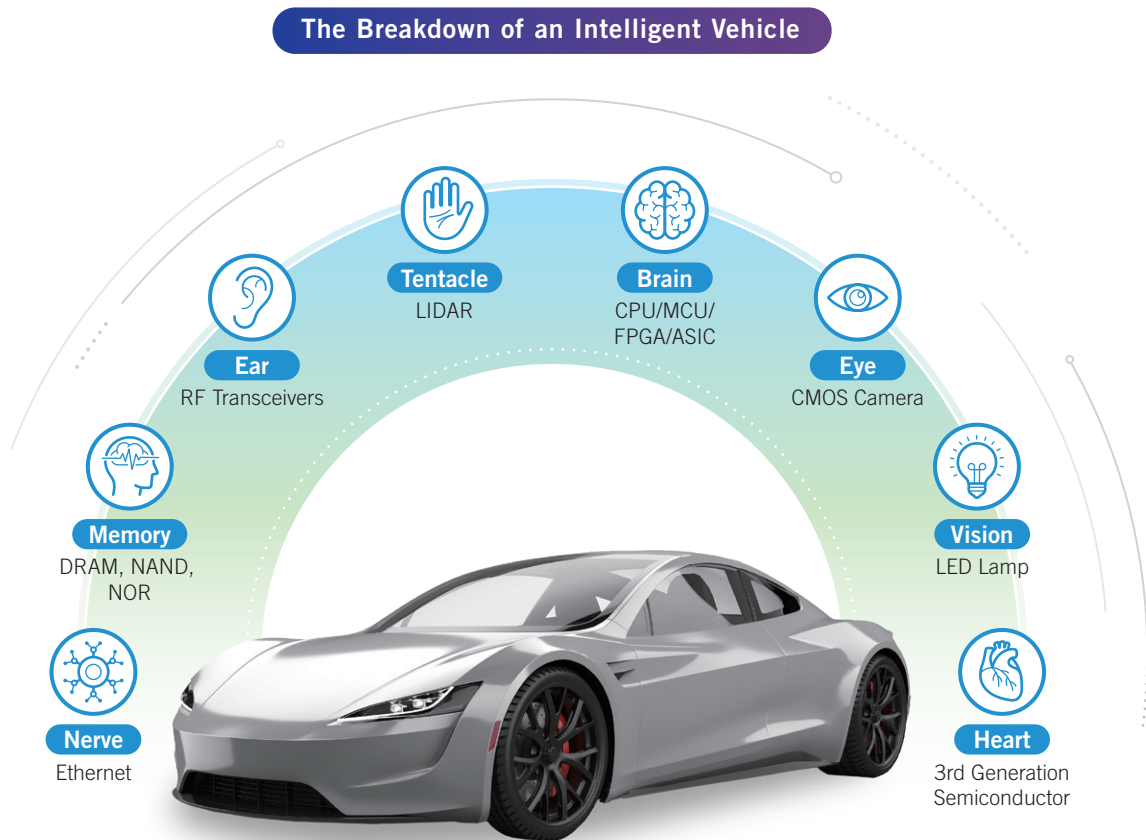 The Breakdown of an Intelligent Vehicle
Nerve
Ethernet
Memory
DRAM, NAND,
NOR
Ear
RF Transceivers
Tentacle
LIDAR
Brain
CPU/MCU/
FPGA/ASIC
Eye
CMOS Camera
Vision
LED Lamp
Heart
3rd Generation
Semiconductor